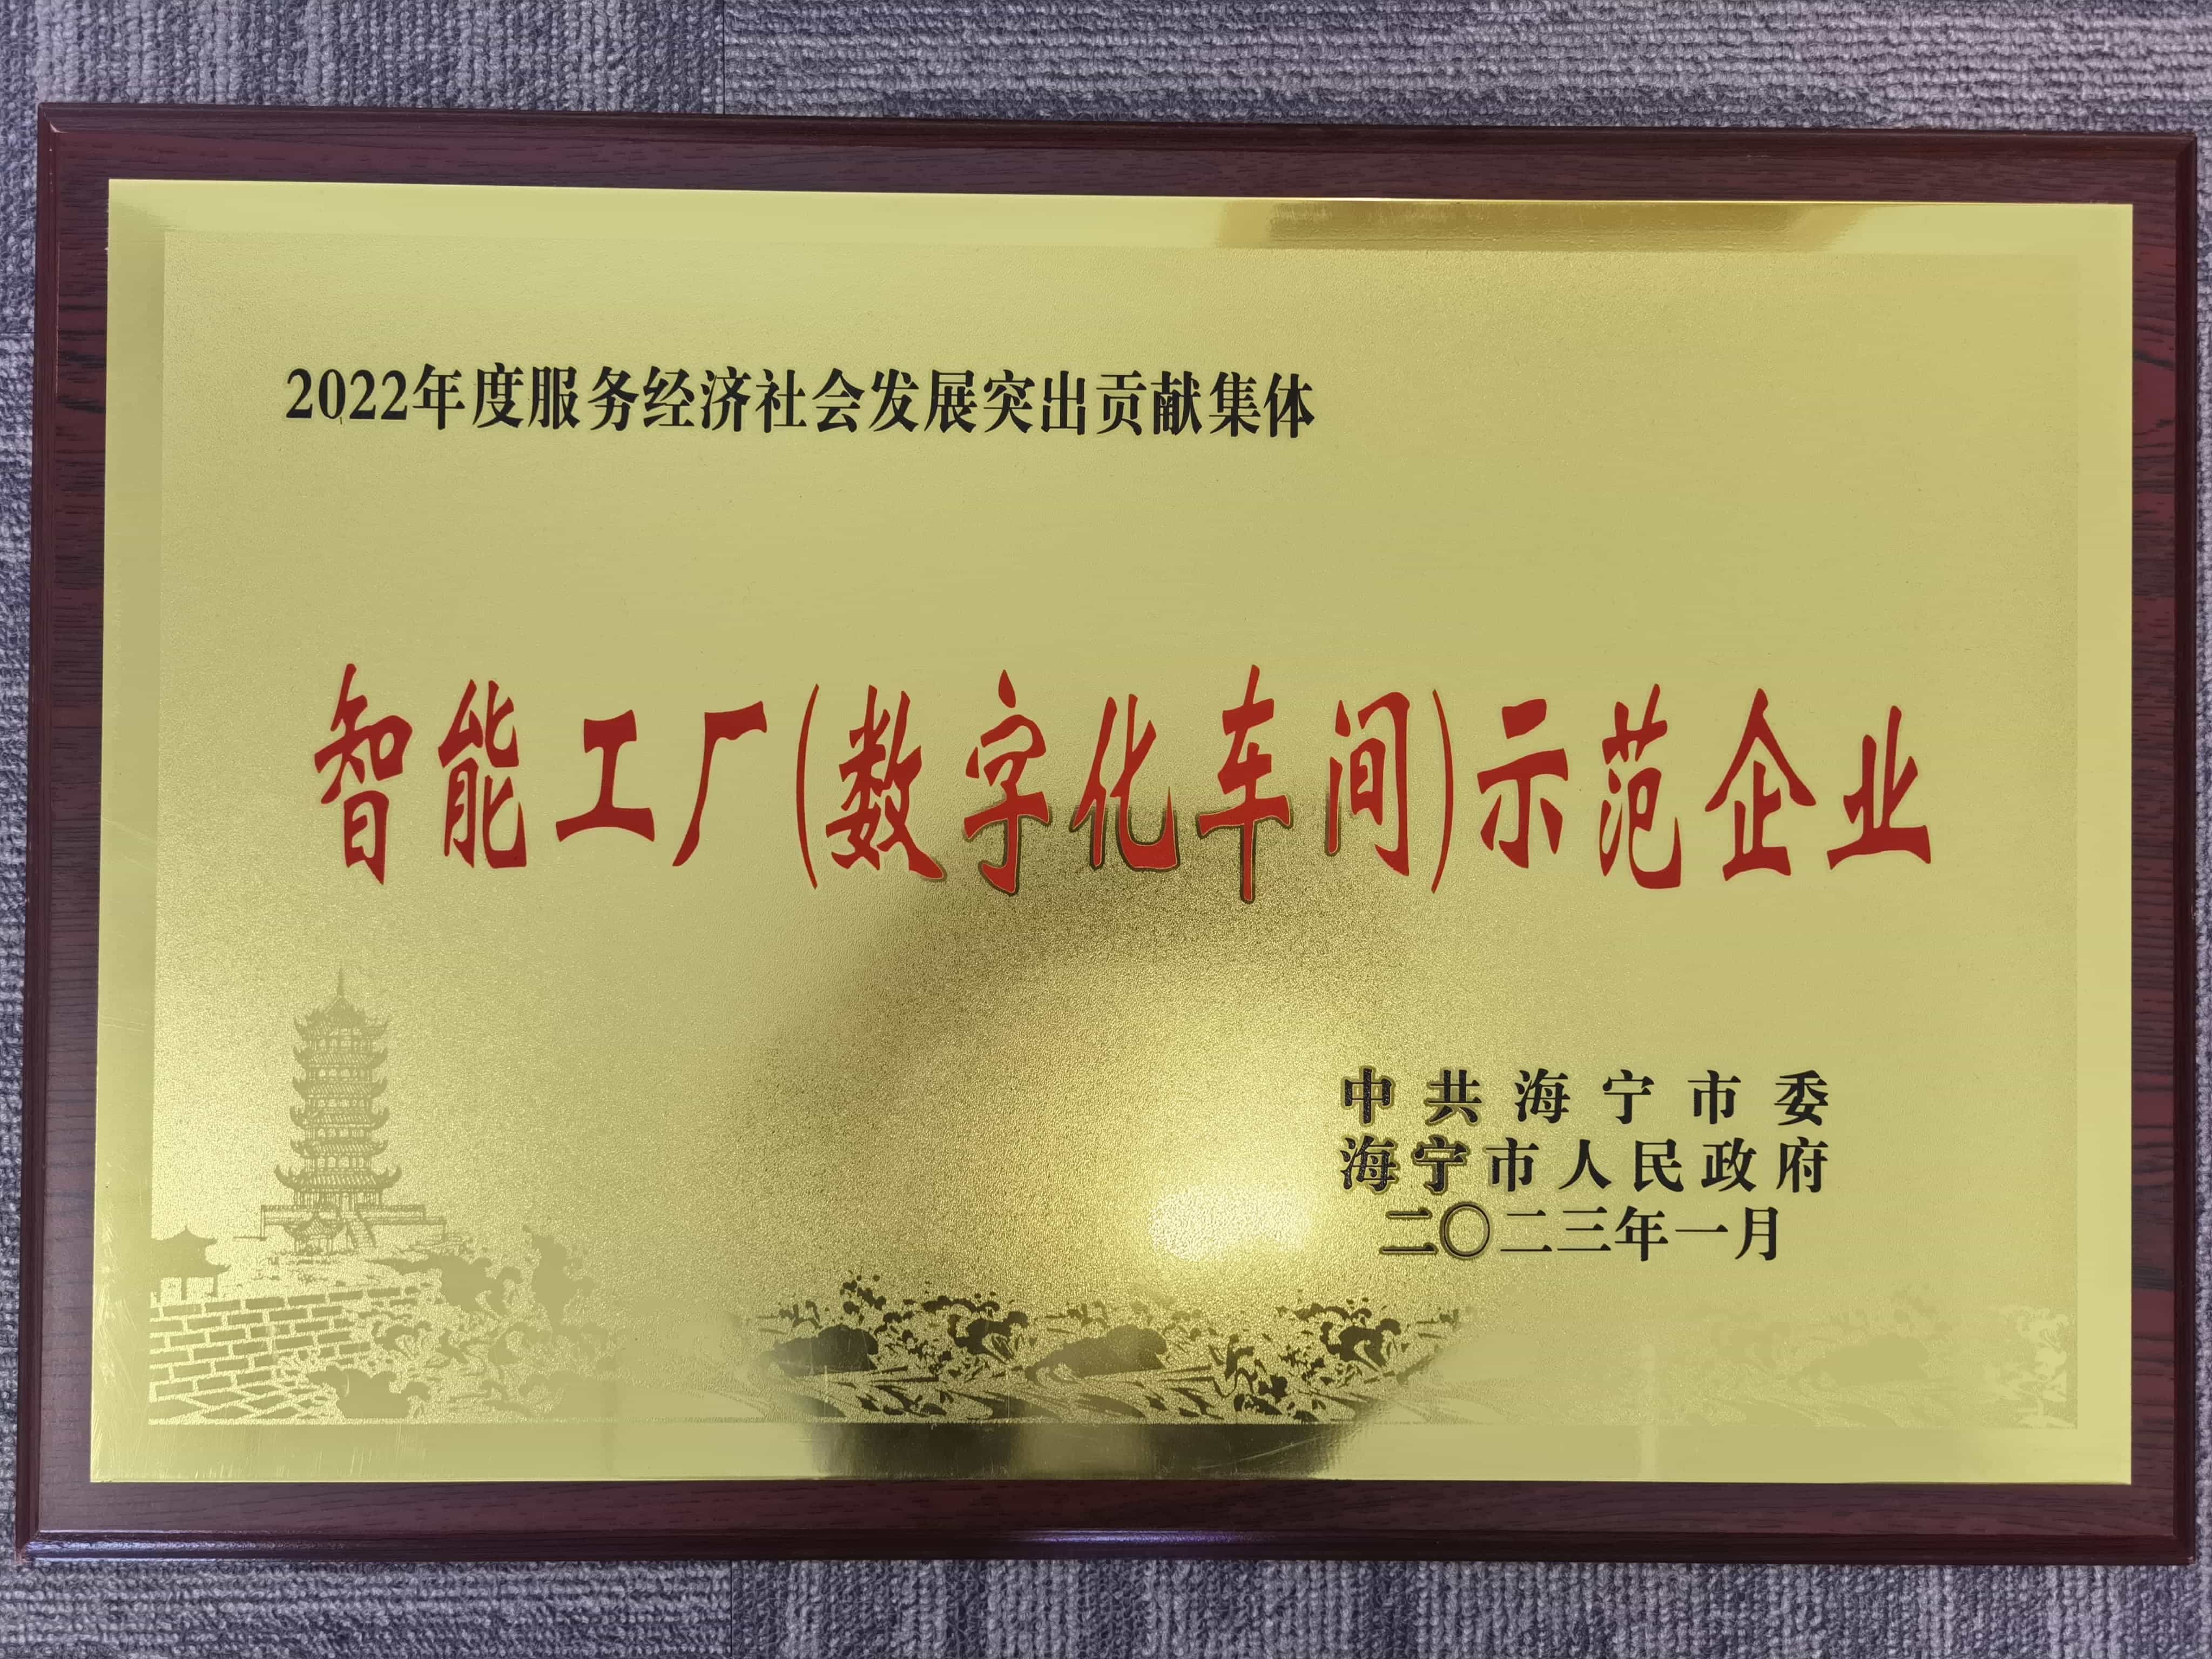 2022年度服务经济社会发展突出贡献集体
智能工厂(数字化车间)示范企业
中共海宁市委
海宁市人民政府
二〇二三年一月